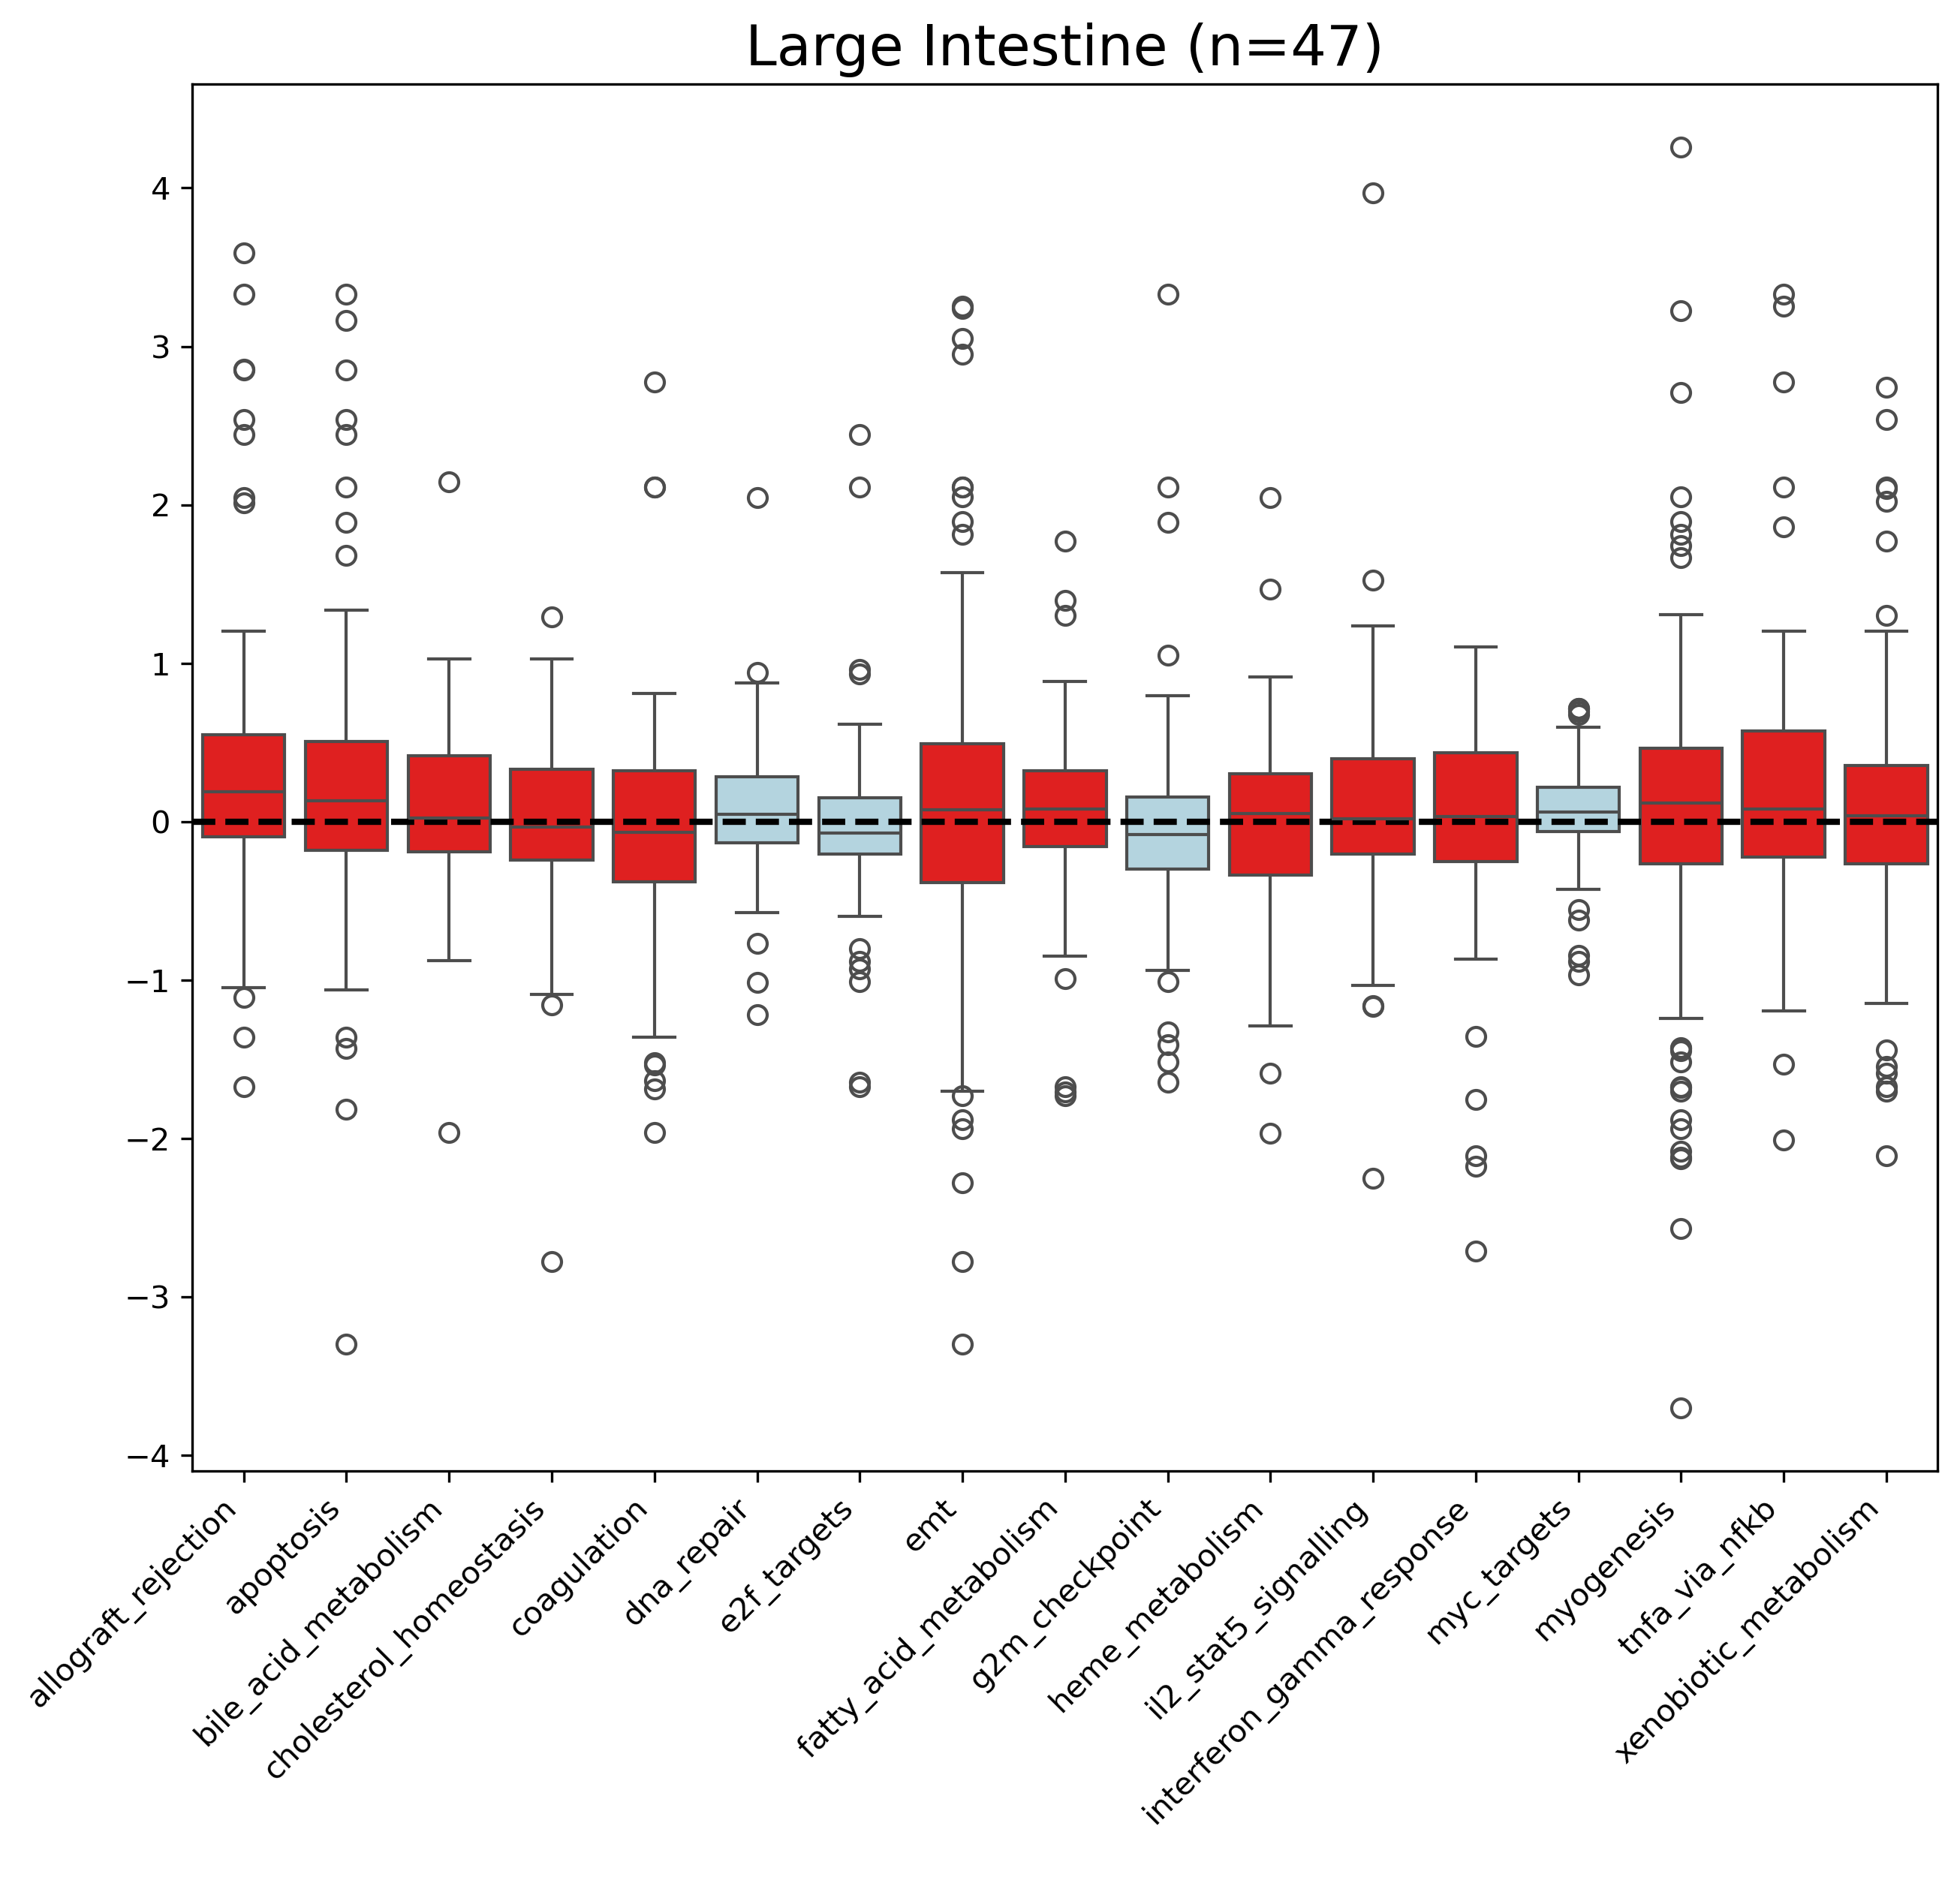 Large Intestine (n=47)
4
3
2
1
0
−1
−2
−3
−4
allograft_rejection
apoptosis
bile_acid_metabolism
cholesterol_homeostasis
coagulation
dna_repair
e2f_targets
emt
fatty_acid_metabolism
g2m_checkpoint
heme_metabolism
il2_stat5_signalling
interferon_gamma_response
myc_targets
myogenesis
tnfa_via_nfkb
xenobiotic_metabolism